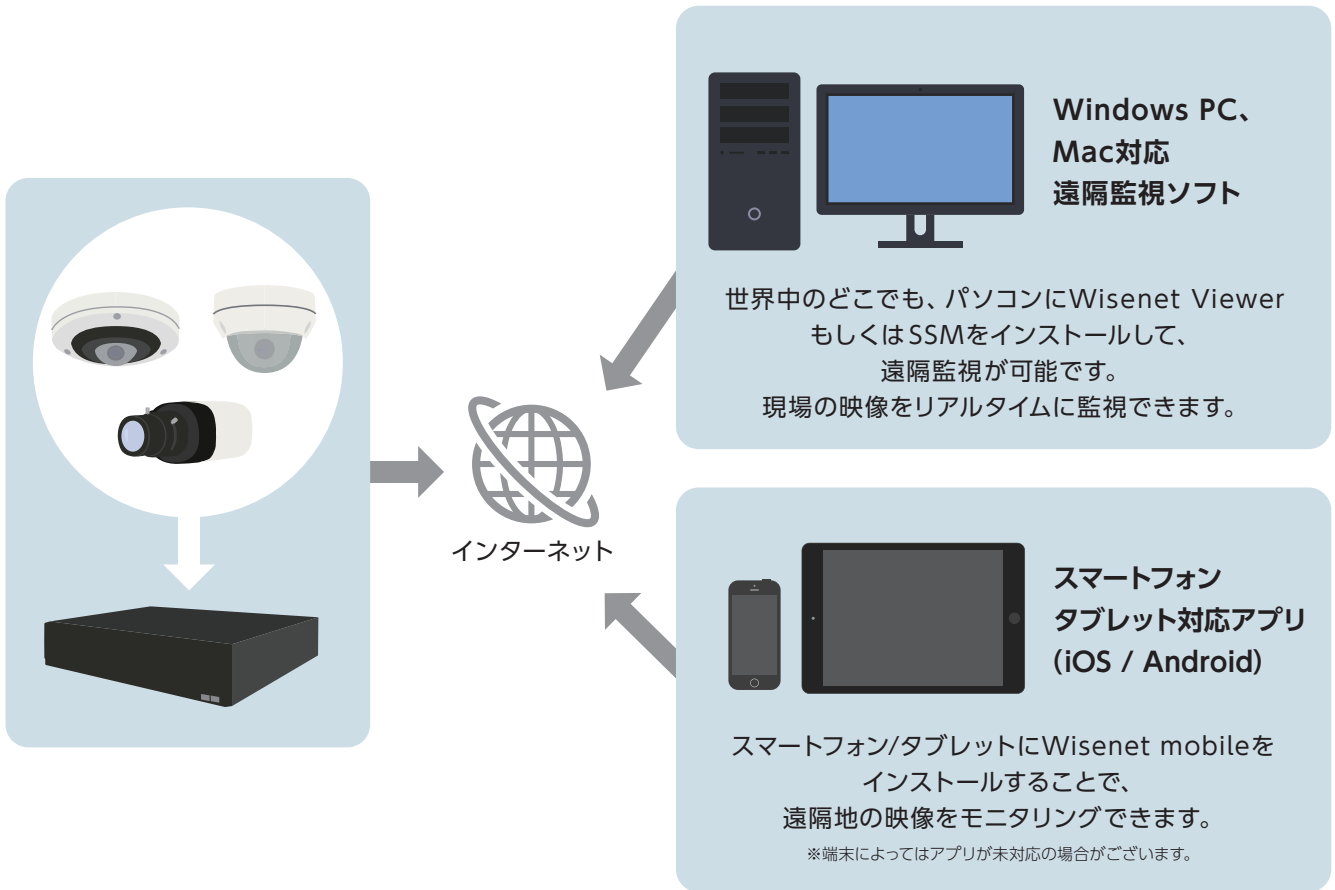 Windows PC、
Mac対応
遠隔監視ソフト
世界中のどこでも、パソコンにWisenet Viewer
もしくはSSMをインストールして、
遠隔監視が可能です。
現場の映像をリアルタイムに監視できます。
インターネット
スマートフォン
タブレット対応アプリ
(iOS / Android)
スマートフォン/タブレットにWisenet mobileを
インストールすることで、
遠隔地の映像をモニタリングできます。
※端末によってはアプリが未対応の場合がございます。